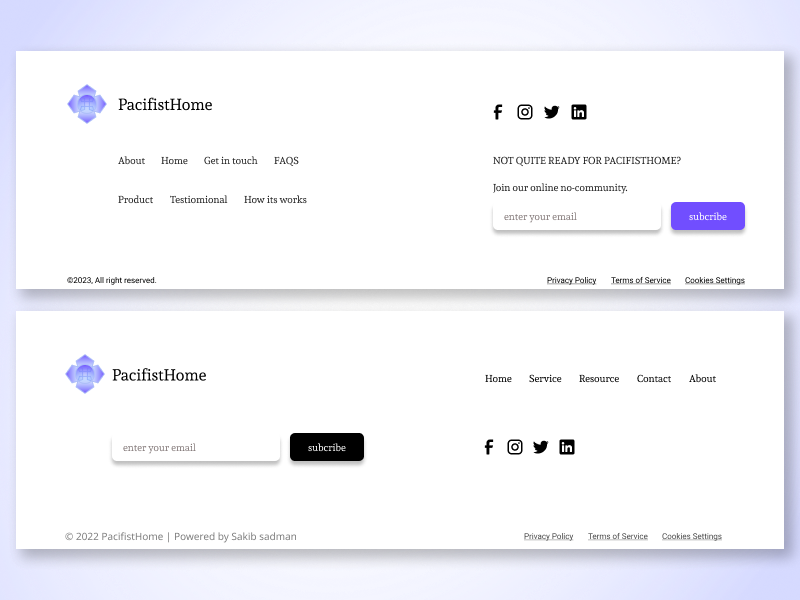 PacifistHome
About Home Get in touch FAQS
Product Testiomional How its works
NOT QUITE READY FOR PACIFISTHOME?
Join our online no-community.
enter your email subcribe
©2023, All right reserved.
Privacy Policy Terms of Service Cookies Settings
PacifistHome
Home Service Resource Contact About
enter your email subcribe
© 2022 PacifistHome | Powered by Sakib sadman
Privacy Policy Terms of Service Cookies Settings